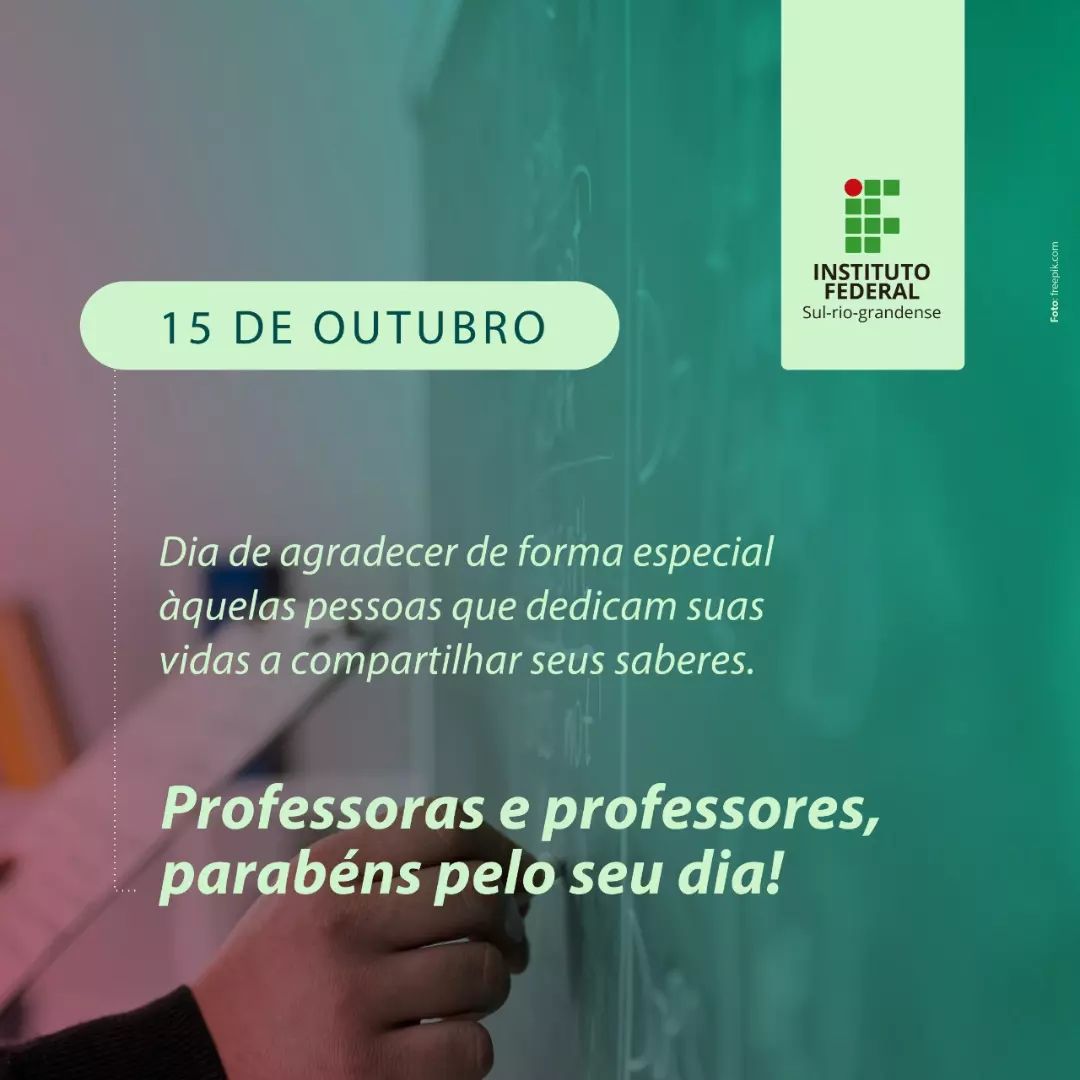 INSTITUTO
FEDERAL
Sul-rio-grandense
Foto: freepik.com
15 DE OUTUBRO
Dia de agradecer de forma especial
àquelas pessoas que dedicam suas
vidas a compartilhar seus saberes.
Professoras e professores,
parabéns pelo seu dia!